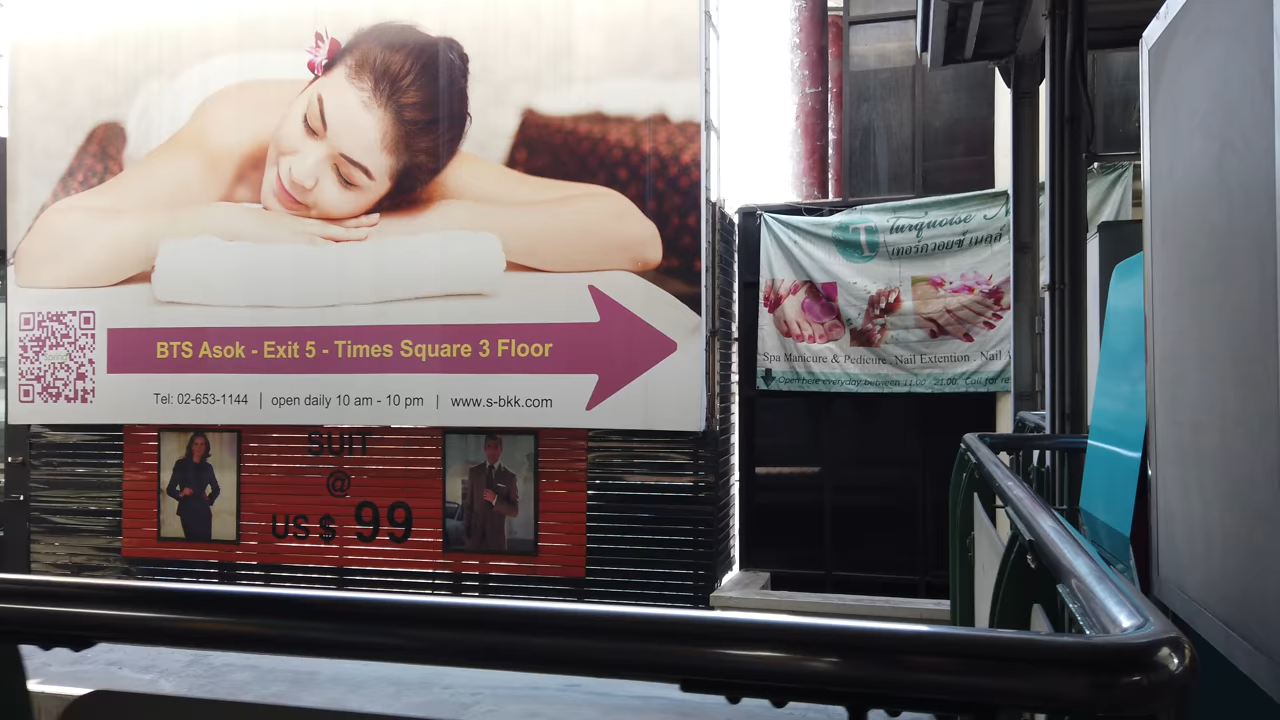 BTS Asok - Exit 5 - Times Square 3 Floor
Tel: 02-653-1144 | open daily 10 am - 10 pm | www.s-bkk.com
@
US $ 99
T
Turquoise
เทอร์ควอยซ์ เนลส์
Spa Manicure & Pedicure . Nail Extention . Nail
Open here everyday between 11.00 - 21.00. Call for